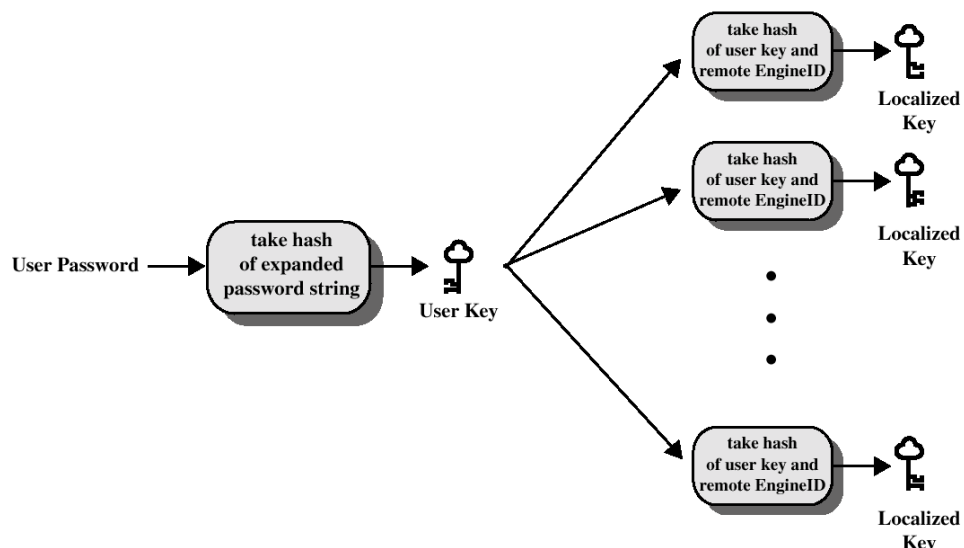 User Password
take hash
of expanded
password string
User Key
take hash
of user key and
remote EngineID
Localized
Key
take hash
of user key and
remote EngineID
Localized
Key
take hash
of user key and
remote EngineID
Localized
Key